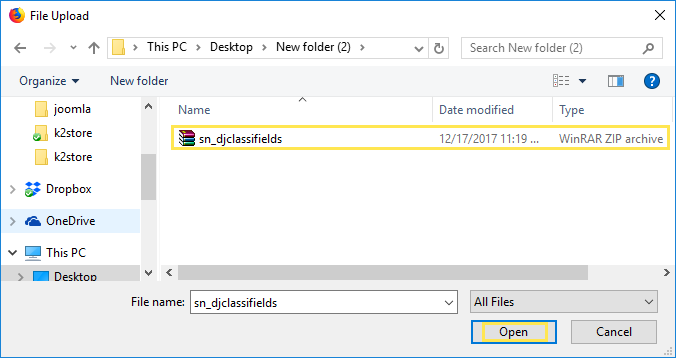 File Upload
This PC > Desktop > New folder (2) >
Search New folder (2)
Organize
New folder
?
joomla
k2store
k2store
Dropbox
OneDrive
This PC
Desktop
Name
Date modified
Type
sn_djclassifields
12/17/2017 11:19 ...
WinRAR ZIP archive
File name:
sn_djclassifields
All Files
Open
Cancel